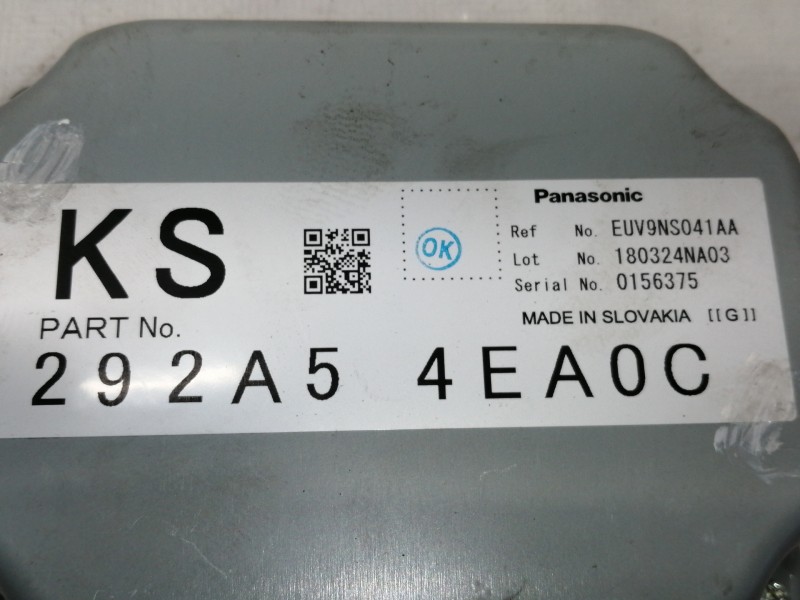 KS
OK
Panasonic
Ref No. EUV9NS041AA
Lot No. 180324NA03
Serial No. 0156375
MADE IN SLOVAKIA [[G]]
PART No.
292A5 4EA0C